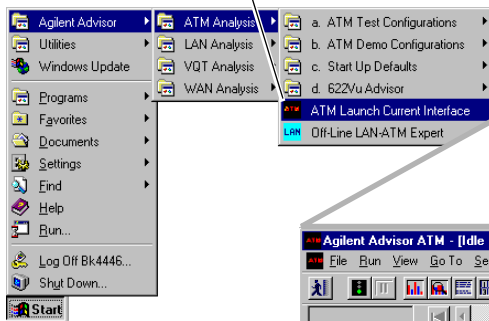 Agilent Advisor
Utilities
Windows Update
Programs
Favorites
Documents
Settings
Find
Help
Run...
Log Off Bk4446...
Shut Down...
Start
ATM Analysis
LAN Analysis
VQT Analysis
WAN Analysis
a. ATM Test Configurations
b. ATM Demo Configurations
c. Start Up Defaults
d. 622Vu Advisor
ATM ATM Launch Current Interface
LAN Off-Line LAN-ATM Expert
ATM Agilent Advisor ATM - [Idle
ATM File Run View Go To Se